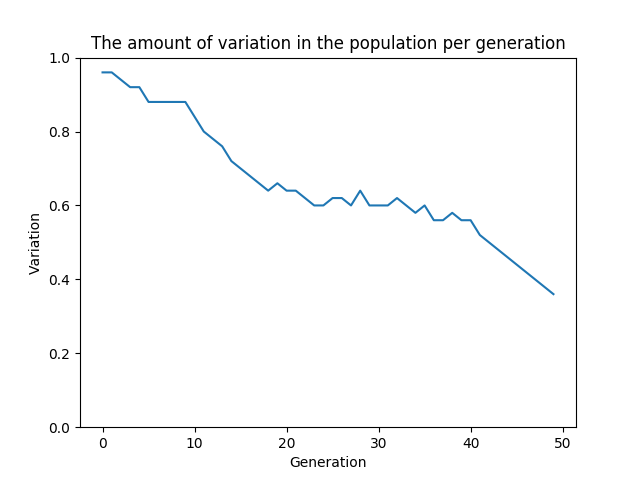 The amount of variation in the population per generation
1.0
0.8
0.6
0.4
0.2
0.0
Variation
0 10 20 30 40 50
Generation